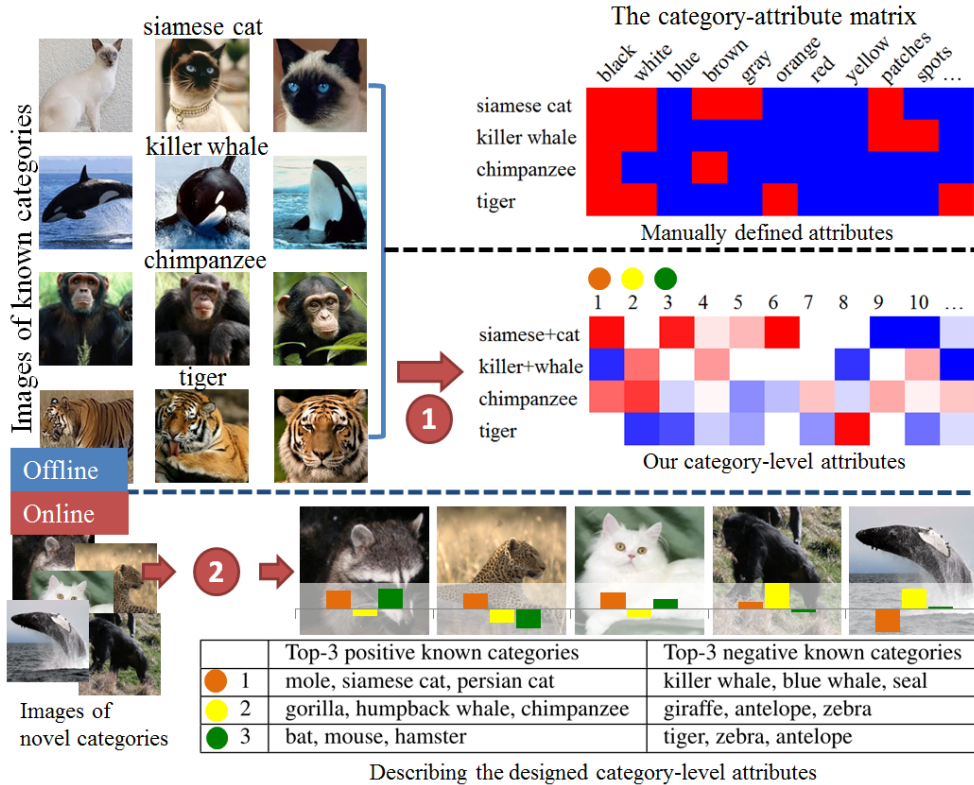 siamese cat
killer whale
chimpanzee
tiger
Images of known categories
The category-attribute matrix
black white blue brown gray orange red yellow patches spots ...
siamese cat
killer whale
chimpanzee
tiger
Manually defined attributes
1 2 3 4 5 6 7 8 9 10 ...
siamese+cat
killer+whale
chimpanzee
tiger
Our category-level attributes
1
Offline
Online
2
Images of
novel categories
Top-3 positive known categories Top-3 negative known categories
1 mole, siamese cat, persian cat killer whale, blue whale, seal
2 gorilla, humpback whale, chimpanzee giraffe, antelope, zebra
3 bat, mouse, hamster tiger, zebra, antelope
Describing the designed category-level attributes